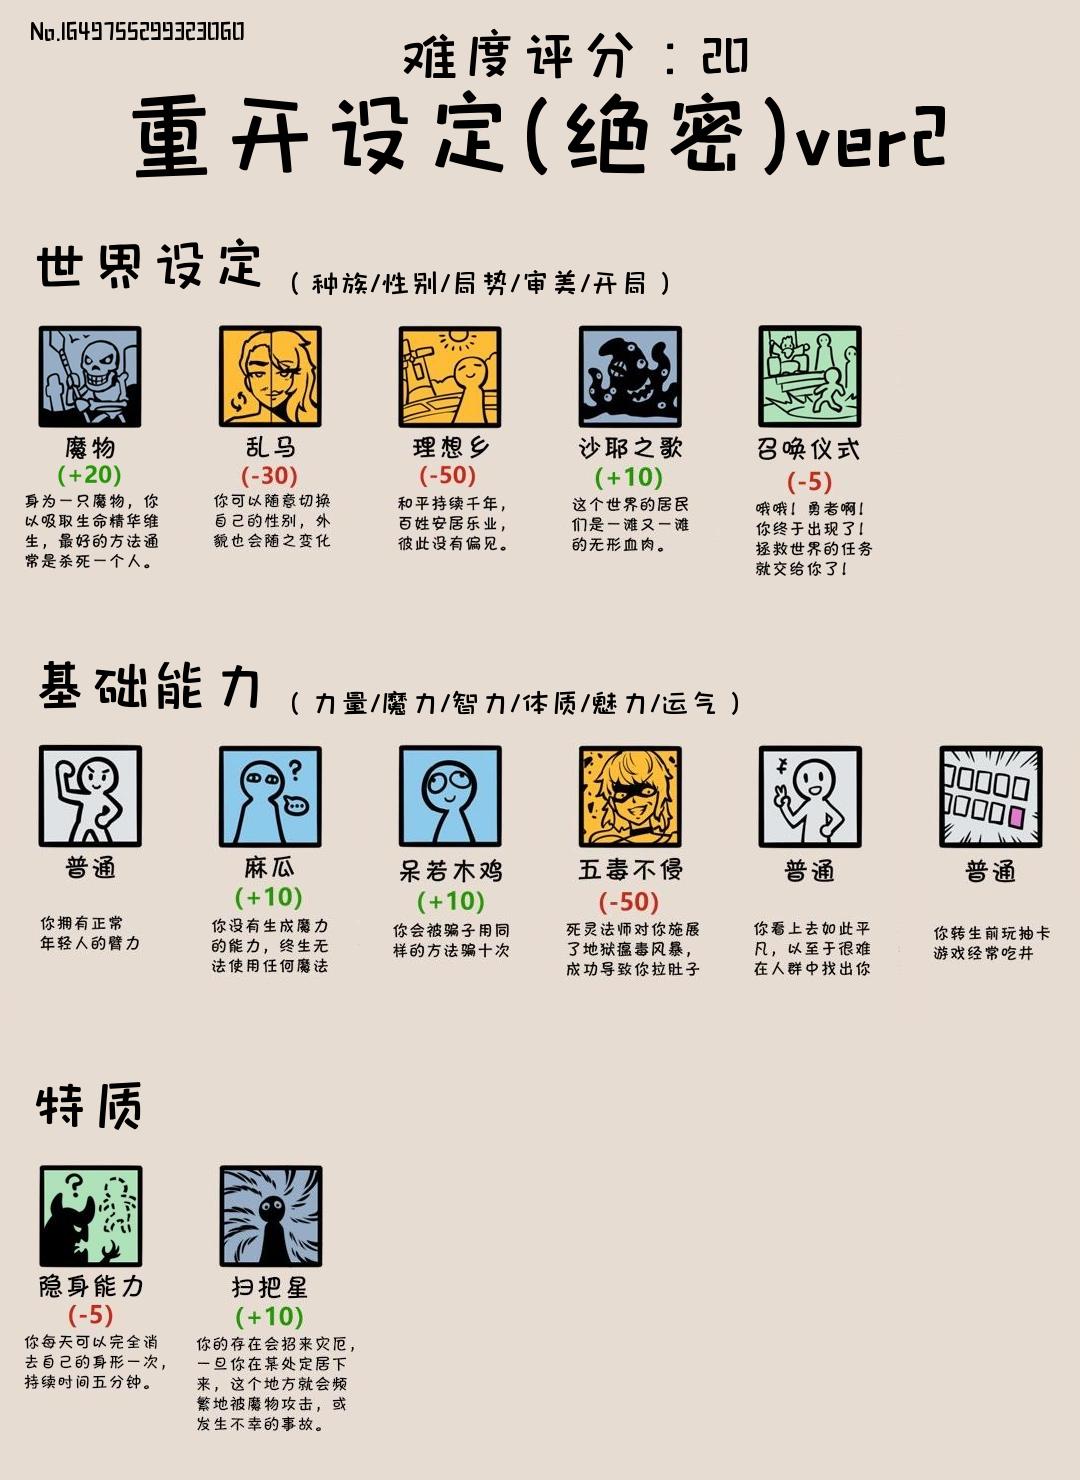 No.1649755299323060
难度评分：20
重开设定(绝密)ver2
世界设定 （种族/性别/局势/审美/开局）
魔物
(+20)
身为一只魔物，你
以吸取生命精华维
生，最好的方法通
常是杀死一个人。
乱马
(-30)
你可以随意切换
自己的性别，外
貌也会随之变化
理想乡
(-50)
和平持续千年，
百姓安居乐业，
彼此没有偏见。
沙耶之歌
(+10)
这个世界的居民
们是一滩又一滩
的无形血肉。
召唤仪式
(-5)
哦哦！勇者啊！
你终于出现了！
拯救世界的任务
就交给你了！
基础能力 （力量/魔力/智力/体质/魅力/运气）
普通
你拥有正常
年轻人的臂力
麻瓜
(+10)
你没有生成魔力
的能力，终生无
法使用任何魔法
呆若木鸡
(+10)
你会被骗子用同
样的方法骗十次
五毒不侵
(-50)
死灵法师对你施展
了地狱瘟毒风暴，
成功导致你拉肚子
普通
你看上去如此平
凡，以至于很难
在人群中找出你
普通
你转生前玩抽卡
游戏经常吃井
特质
隐身能力
(-5)
你每天可以完全消
去自己的身形一次，
持续时间五分钟。
扫把星
(+10)
你的存在会招来灾厄，
一旦你在某处定居下
来，这个地方就会频
繁地被魔物攻击，或
发生不幸的事故。